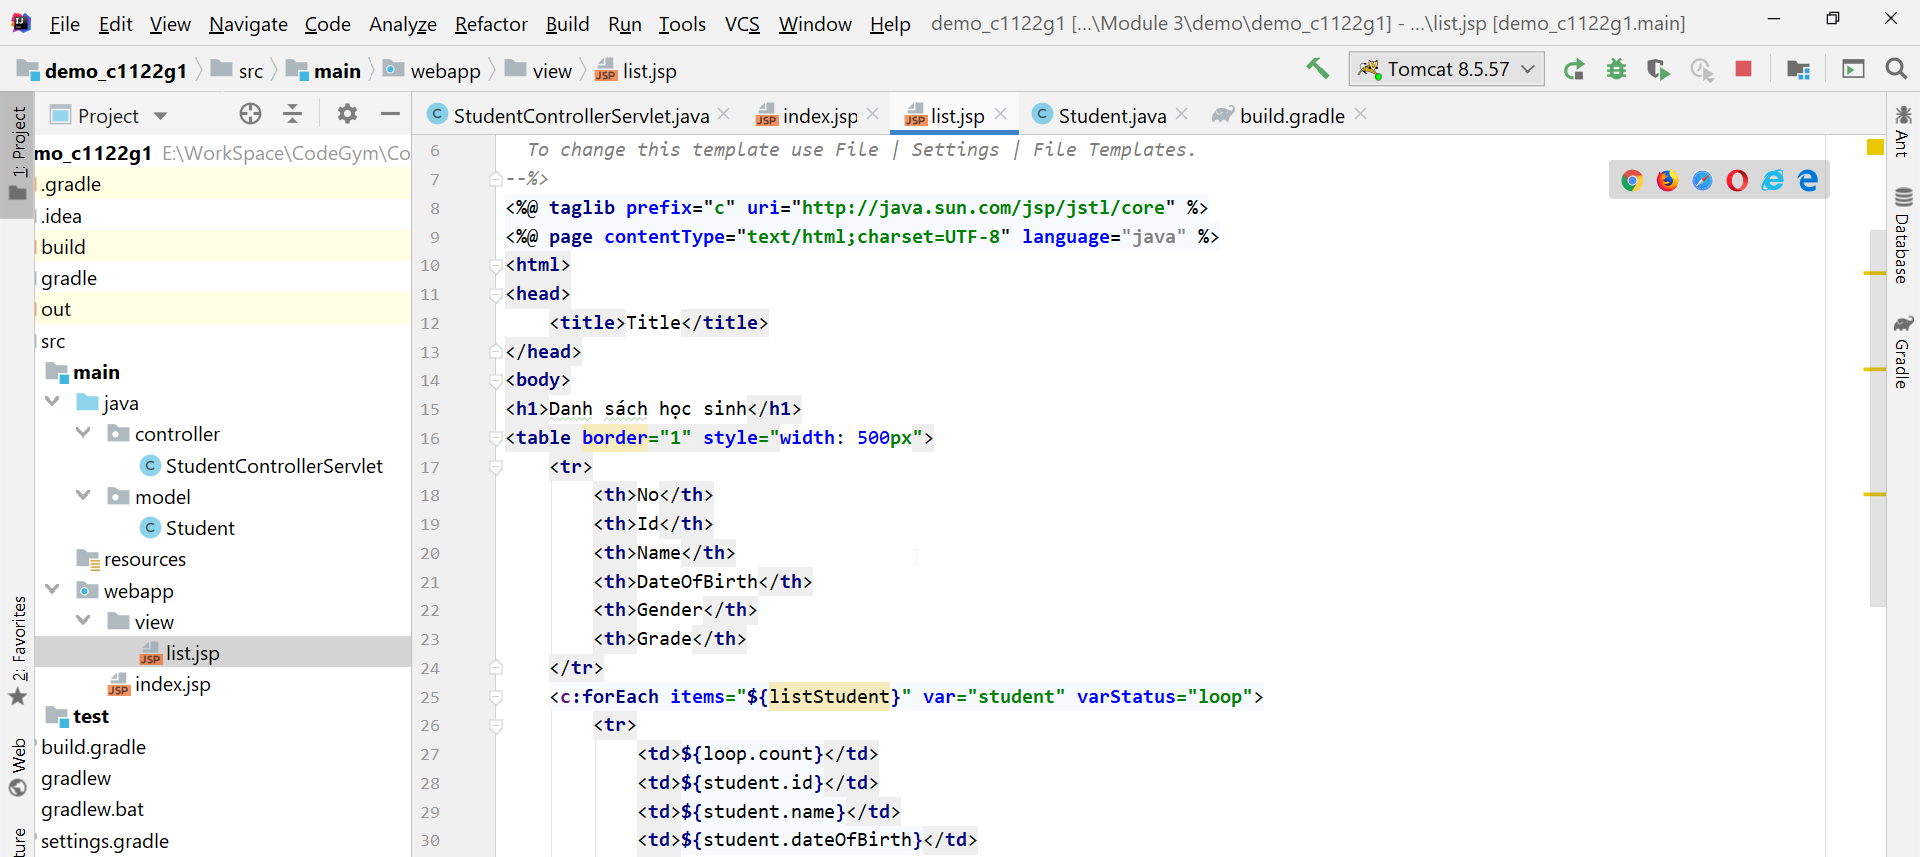 File Edit View Navigate Code Analyze Refactor Build Run Tools VCS Window Help demo_c1122g1 [...\Module 3\demo\demo_c1122g1] - ...\list.jsp [demo_c1122g1.main]
demo_c1122g1 src main webapp view list.jsp Tomcat 8.5.57
Project StudentControllerServlet.java index.jsp list.jsp Student.java build.gradle
1: Project
2: Favorites
Web
Ant
Database
Gradle
mo_c1122g1 E:\WorkSpace\CodeGym\Co
.gradle
.idea
build
gradle
out
src
main
java
controller
StudentControllerServlet
model
Student
resources
webapp
view
list.jsp
index.jsp
test
build.gradle
gradlew
gradlew.bat
settings.gradle
6 To change this template use File | Settings | File Templates.
7 --%>
8 <%@ taglib prefix="c" uri="http://java.sun.com/jsp/jstl/core" %>
9 <%@ page contentType="text/html;charset=UTF-8" language="java" %>
10 <html>
11 <head>
12 <title>Title</title>
13 </head>
14 <body>
15 <h1>Danh sách học sinh</h1>
16 <table border="1" style="width: 500px">
17 <tr>
18 <th>No</th>
19 <th>Id</th>
20 <th>Name</th>
21 <th>DateOfBirth</th>
22 <th>Gender</th>
23 <th>Grade</th>
24 </tr>
25 <c:forEach items="${listStudent}" var="student" varStatus="loop">
26 <tr>
27 <td>${loop.count}</td>
28 <td>${student.id}</td>
29 <td>${student.name}</td>
30 <td>${student.dateOfBirth}</td>